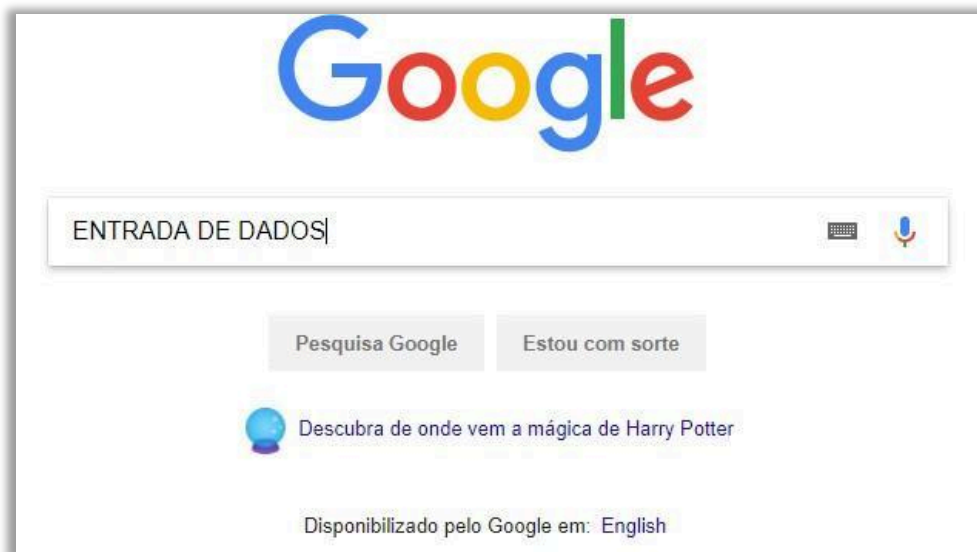 Google
ENTRADA DE DADOS
Pesquisa Google
Estou com sorte
Descubra de onde vem a mágica de Harry Potter
Disponibilizado pelo Google em: English